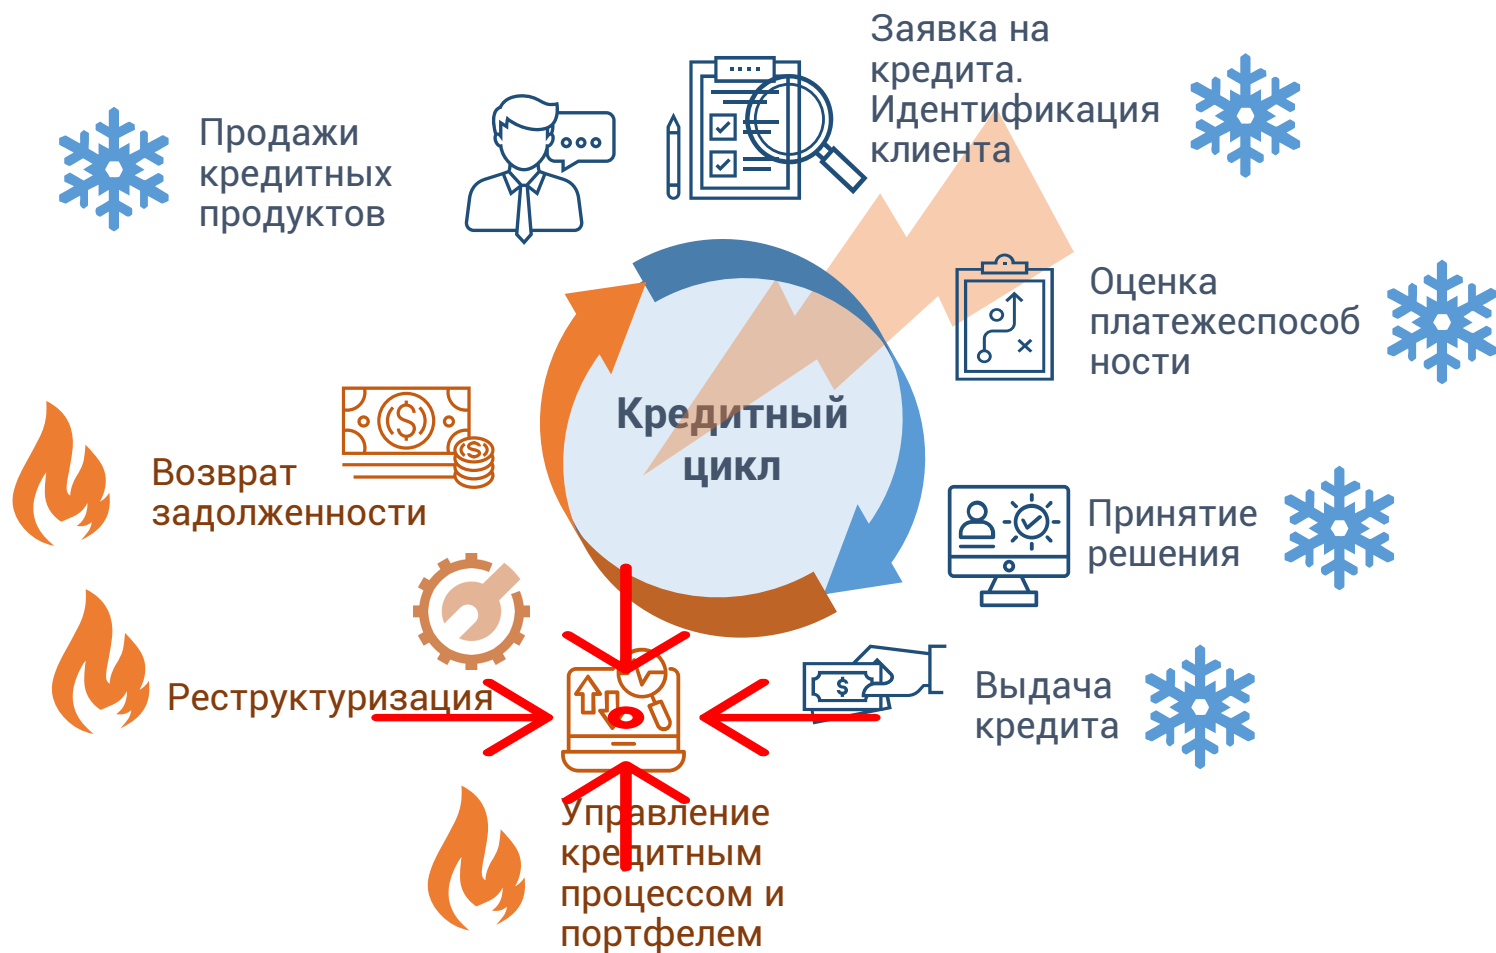 Заявка на
кредита.
Идентификация
клиента
Продажи
кредитных
продуктов
Оценка
платежеспособ
ности
Кредитный
цикл
Возврат
задолженности
Принятие
решения
Реструктуризация
$
Выдача
кредита
Управление
кредитным
процессом и
портфелем